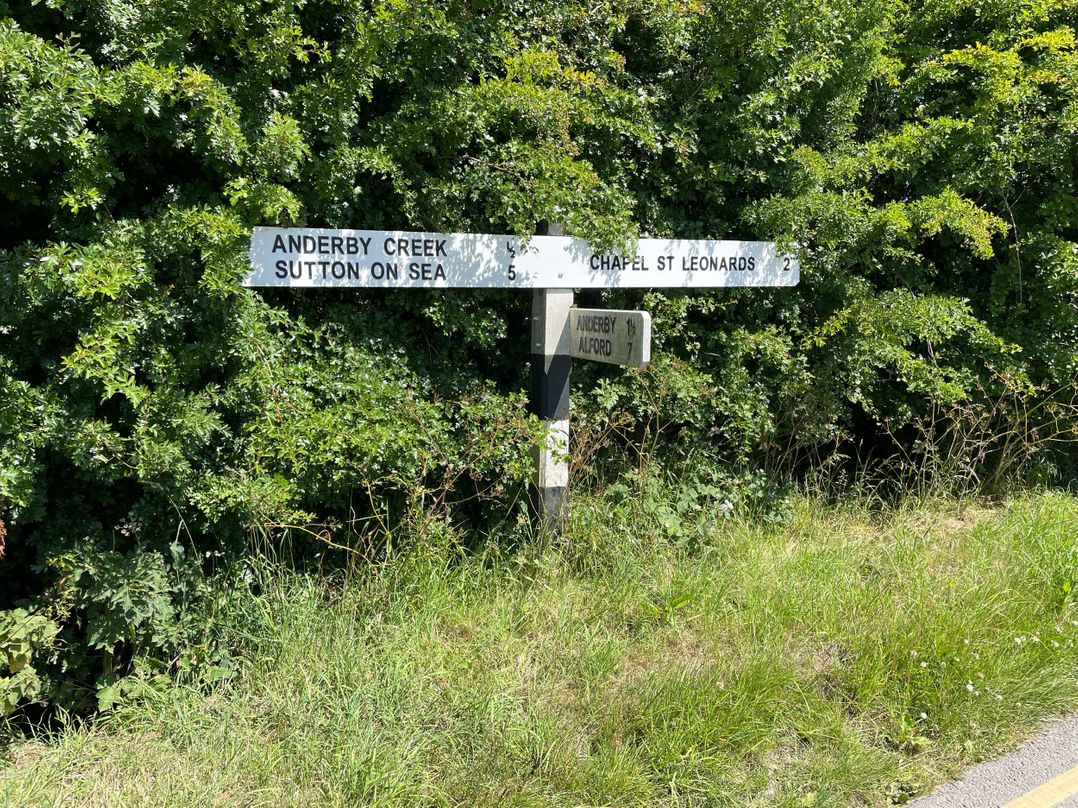 ANDERBY CREEK ½
SUTTON ON SEA 5
CHAPEL ST LEONARDS 2
ANDERBY 1½
ALFORD 7